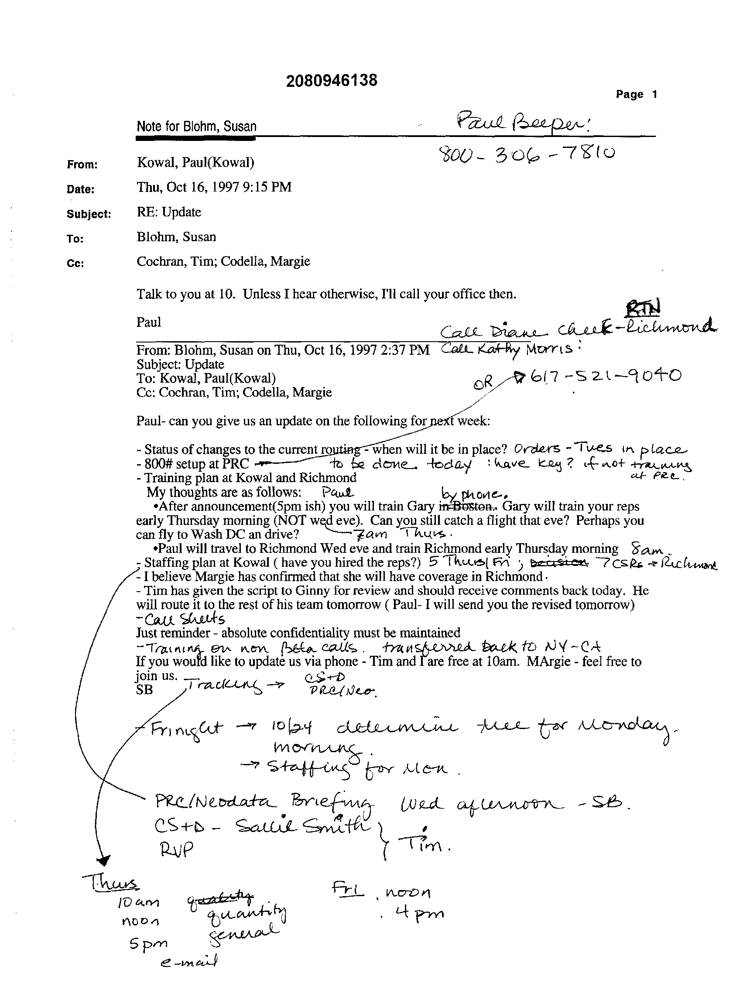 2080946138
Page 1
Note for Blohm, Susan
Paul Beeper:
800-306-7810
From: Kowal, Paul(Kowal)
Date: Thu, Oct 16, 1997 9:15 PM
Subject: RE: Update
To: Blohm, Susan
Cc: Cochran, Tim; Codella, Margie
Talk to you at 10. Unless I hear otherwise, I'll call your office then.
Paul
RTN
Call Diane Cheek-Richmond
From: Blohm, Susan on Thu, Oct 16, 1997 2:37 PM Call Kathy Morris:
Subject: Update
To: Kowal, Paul(Kowal)
OR 617-521-9040
Cc: Cochran, Tim; Codella, Margie
Paul- can you give us an update on the following for next week:
- Status of changes to the current routing - when will it be in place? Orders - Tues in place
- 800# setup at PRC to be done today : have key? if not training
at PRC.
- Training plan at Kowal and Richmond
My thoughts are as follows: Paul by phone.
•After announcement(5pm ish) you will train Gary in Boston.. Gary will train your reps
early Thursday morning (NOT wed eve). Can you still catch a flight that eve? Perhaps you
can fly to Wash DC an drive? 7am Thurs.
•Paul will travel to Richmond Wed eve and train Richmond early Thursday morning 8am
- Staffing plan at Kowal ( have you hired the reps?) 5 Thurs/Fri ; 7 CSRs → Richmond
- I believe Margie has confirmed that she will have coverage in Richmond.
- Tim has given the script to Ginny for review and should receive comments back today. He
will route it to the rest of his team tomorrow ( Paul- I will send you the revised tomorrow)
- Call Sheets
Just reminder - absolute confidentiality must be maintained
- Training on non Beta calls. transferred back to NY-CA
If you would like to update us via phone - Tim and I are free at 10am. MArgie - feel free to
join us.
SB
Tracking → CS+D
PRC/Neo.
- Fri night → 10/24 determine tree for Monday
morning.
→ Staffing for Mon.
PRC/Neodata Briefing Wed afternoon - SB.
CS+D - Sallie Smith } Tim.
RVP
Thurs
10 am quantity
noon quantity
5 pm general
e-mail
Fri . noon
. 4 pm